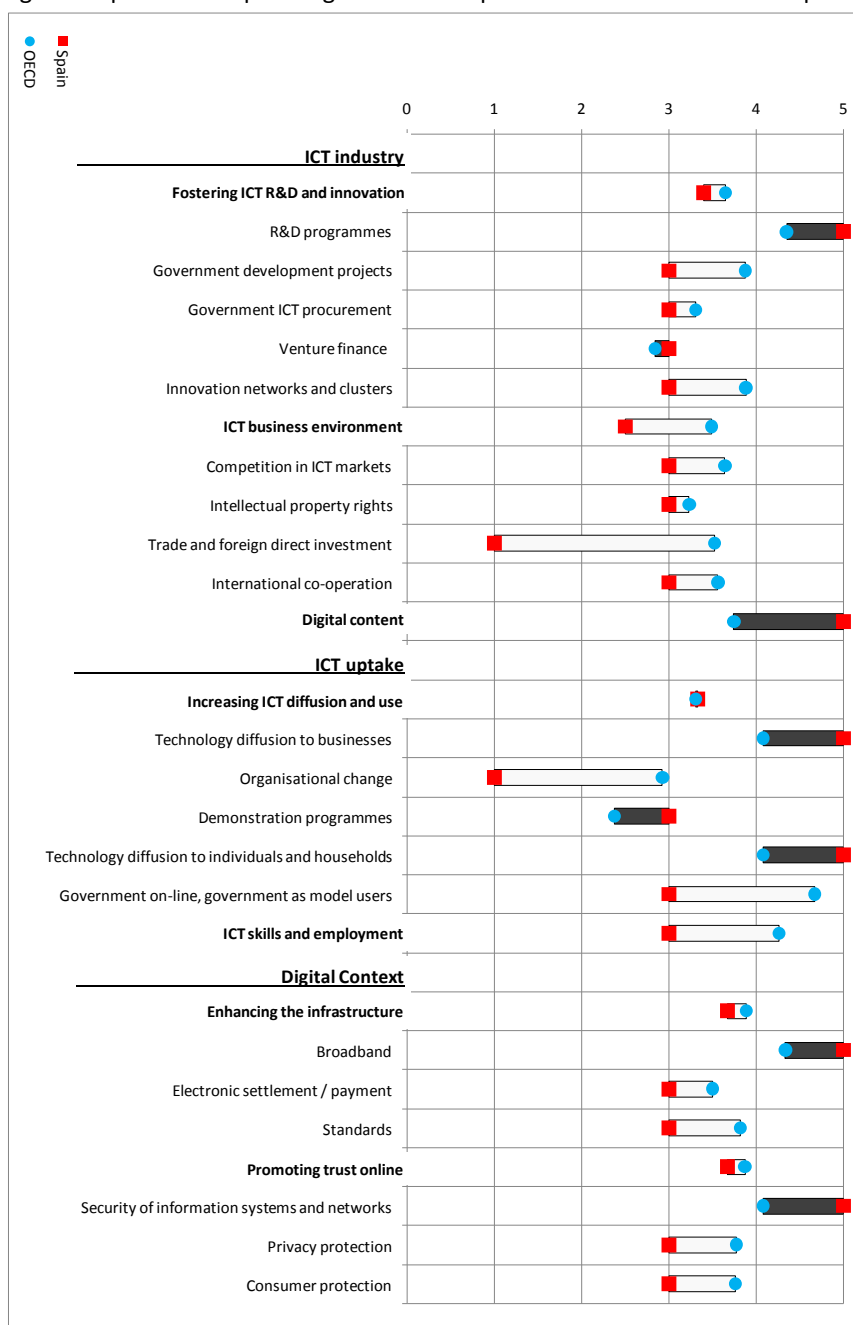 Spain
OECD
0 1 2 3 4 5
ICT industry
Fostering ICT R&D and innovation
R&D programmes
Government development projects
Government ICT procurement
Venture finance
Innovation networks and clusters
ICT business environment
Competition in ICT markets
Intellectual property rights
Trade and foreign direct investment
International co-operation
Digital content
ICT uptake
Increasing ICT diffusion and use
Technology diffusion to businesses
Organisational change
Demonstration programmes
Technology diffusion to individuals and households
Government on-line, government as model users
ICT skills and employment
Digital Context
Enhancing the infrastructure
Broadband
Electronic settlement / payment
Standards
Promoting trust online
Security of information systems and networks
Privacy protection
Consumer protection